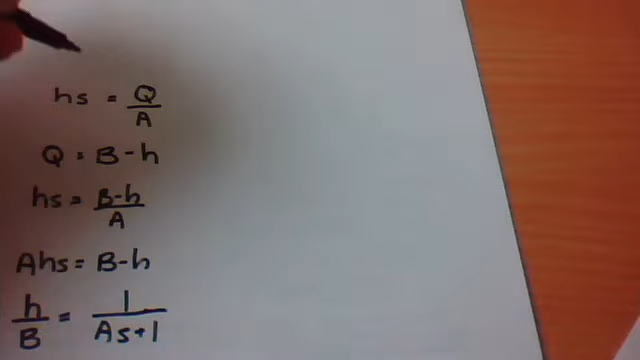 hs = Q/A
Q = B-h
hs = B-h/A
Ahs = B-h
h/B = 1/As+1